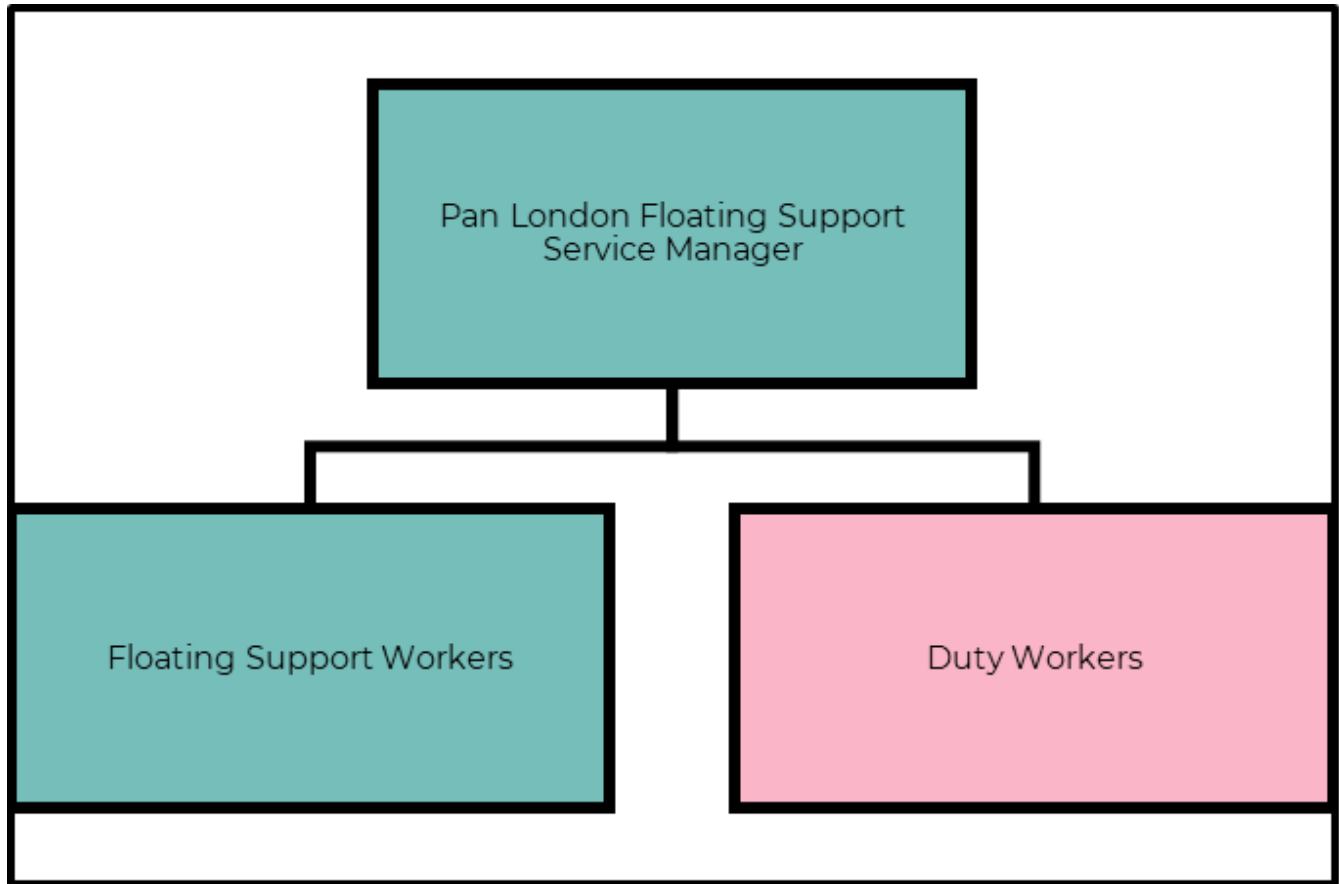 Pan London Floating Support
Service Manager
Floating Support Workers
Duty Workers